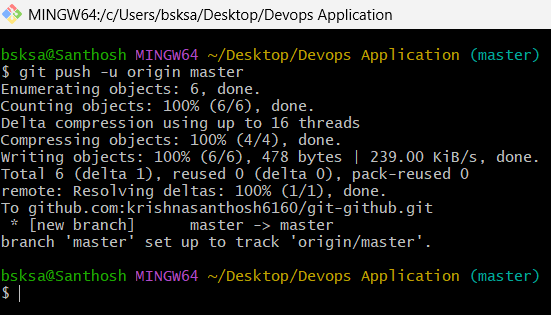 MINGW64:/c/Users/bsksa/Desktop/Devops Application
bsksa@Santhosh MINGW64 ~/Desktop/Devops Application (master)
$ git push -u origin master
Enumerating objects: 6, done.
Counting objects: 100% (6/6), done.
Delta compression using up to 16 threads
Compressing objects: 100% (4/4), done.
Writing objects: 100% (6/6), 478 bytes | 239.00 KiB/s, done.
Total 6 (delta 1), reused 0 (delta 0), pack-reused 0
remote: Resolving deltas: 100% (1/1), done.
To github.com:krishnasanthosh6160/git-github.git
 * [new branch]      master -> master
branch 'master' set up to track 'origin/master'.
bsksa@Santhosh MINGW64 ~/Desktop/Devops Application (master)
$